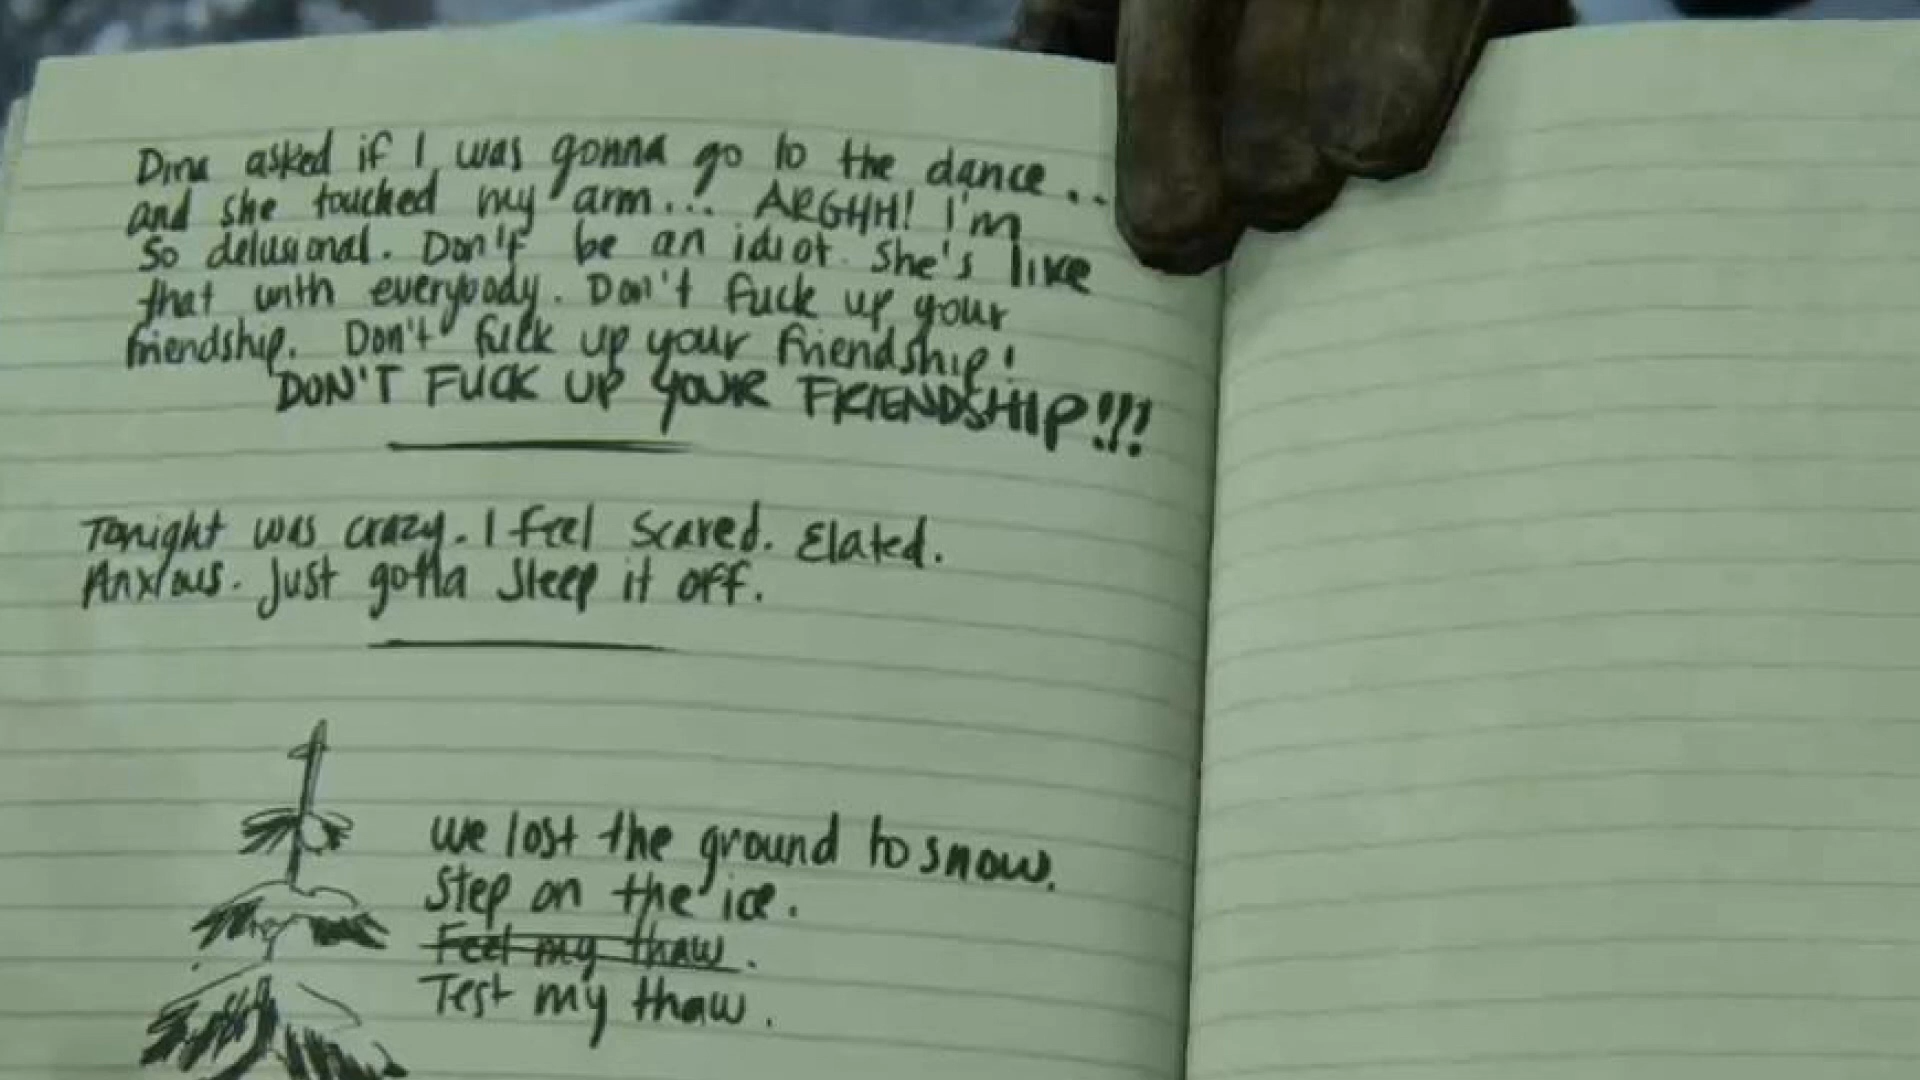 Dina asked if I was gonna go to the dance..
and she touched my arm... ARGHH! I'm
so delusional. Don't be an idiot. She's like
that with everybody. Don't fuck up your
friendship. Don't fuck up your friendship!
DON'T FUCK UP YOUR FRIENDSHIP!!!
Tonight was crazy. I feel scared. Elated.
Anxious. Just gotta sleep it off.
We lost the ground to snow.
Step on the ice.
Feel my thaw.
Test my thaw.